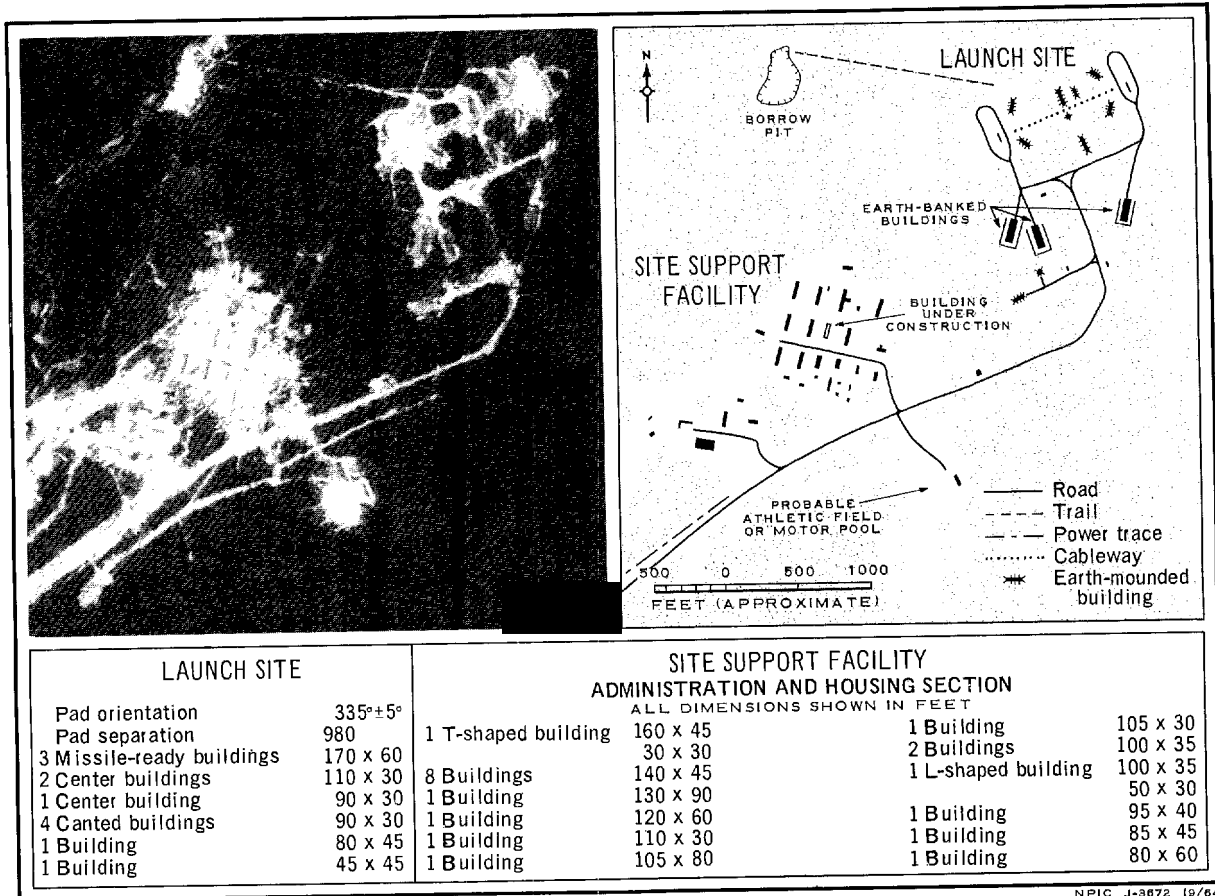 N
LAUNCH SITE
BORROW
PIT
EARTH-BANKED
BUILDINGS
SITE SUPPORT
FACILITY
BUILDING
UNDER
CONSTRUCTION
PROBABLE
ATHLETIC FIELD
OR MOTOR POOL
Road
Trail
Power trace
Cableway
Earth-mounded
building
500 0 500 1000
FEET (APPROXIMATE)
LAUNCH SITE
Pad orientation 335°±5°
Pad separation 980
3 Missile-ready buildings 170 x 60
2 Center buildings 110 x 30
1 Center building 90 x 30
4 Canted buildings 90 x 30
1 Building 80 x 45
1 Building 45 x 45
SITE SUPPORT FACILITY
ADMINISTRATION AND HOUSING SECTION
ALL DIMENSIONS SHOWN IN FEET
1 T-shaped building 160 x 45
30 x 30
8 Buildings 140 x 45
1 Building 130 x 90
1 Building 120 x 60
1 Building 110 x 30
1 Building 105 x 80
1 Building 105 x 30
2 Buildings 100 x 35
1 L-shaped building 100 x 35
50 x 30
1 Building 95 x 40
1 Building 85 x 45
1 Building 80 x 60
NPIC J-3672 (9/64